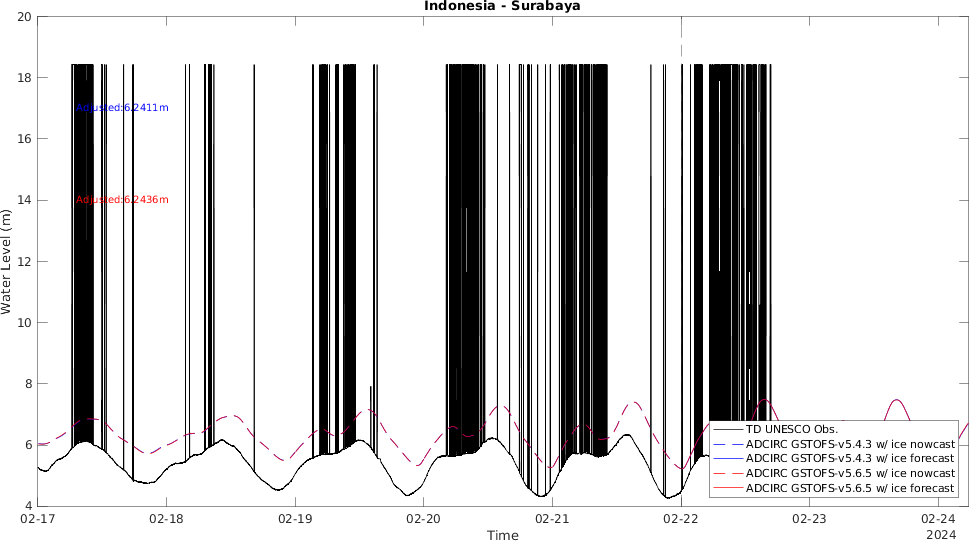 Indonesia - Surabaya
20
18
16
14
12
10
8
6
4
Water Level (m)
Adjusted:6.2411m
Adjusted:6.2436m
TD UNESCO Obs.
ADCIRC GSTOFS-v5.4.3 w/ ice nowcast
ADCIRC GSTOFS-v5.4.3 w/ ice forecast
ADCIRC GSTOFS-v5.6.5 w/ ice nowcast
ADCIRC GSTOFS-v5.6.5 w/ ice forecast
02-17 02-18 02-19 02-20 02-21 02-22 02-23 02-24
2024
Time